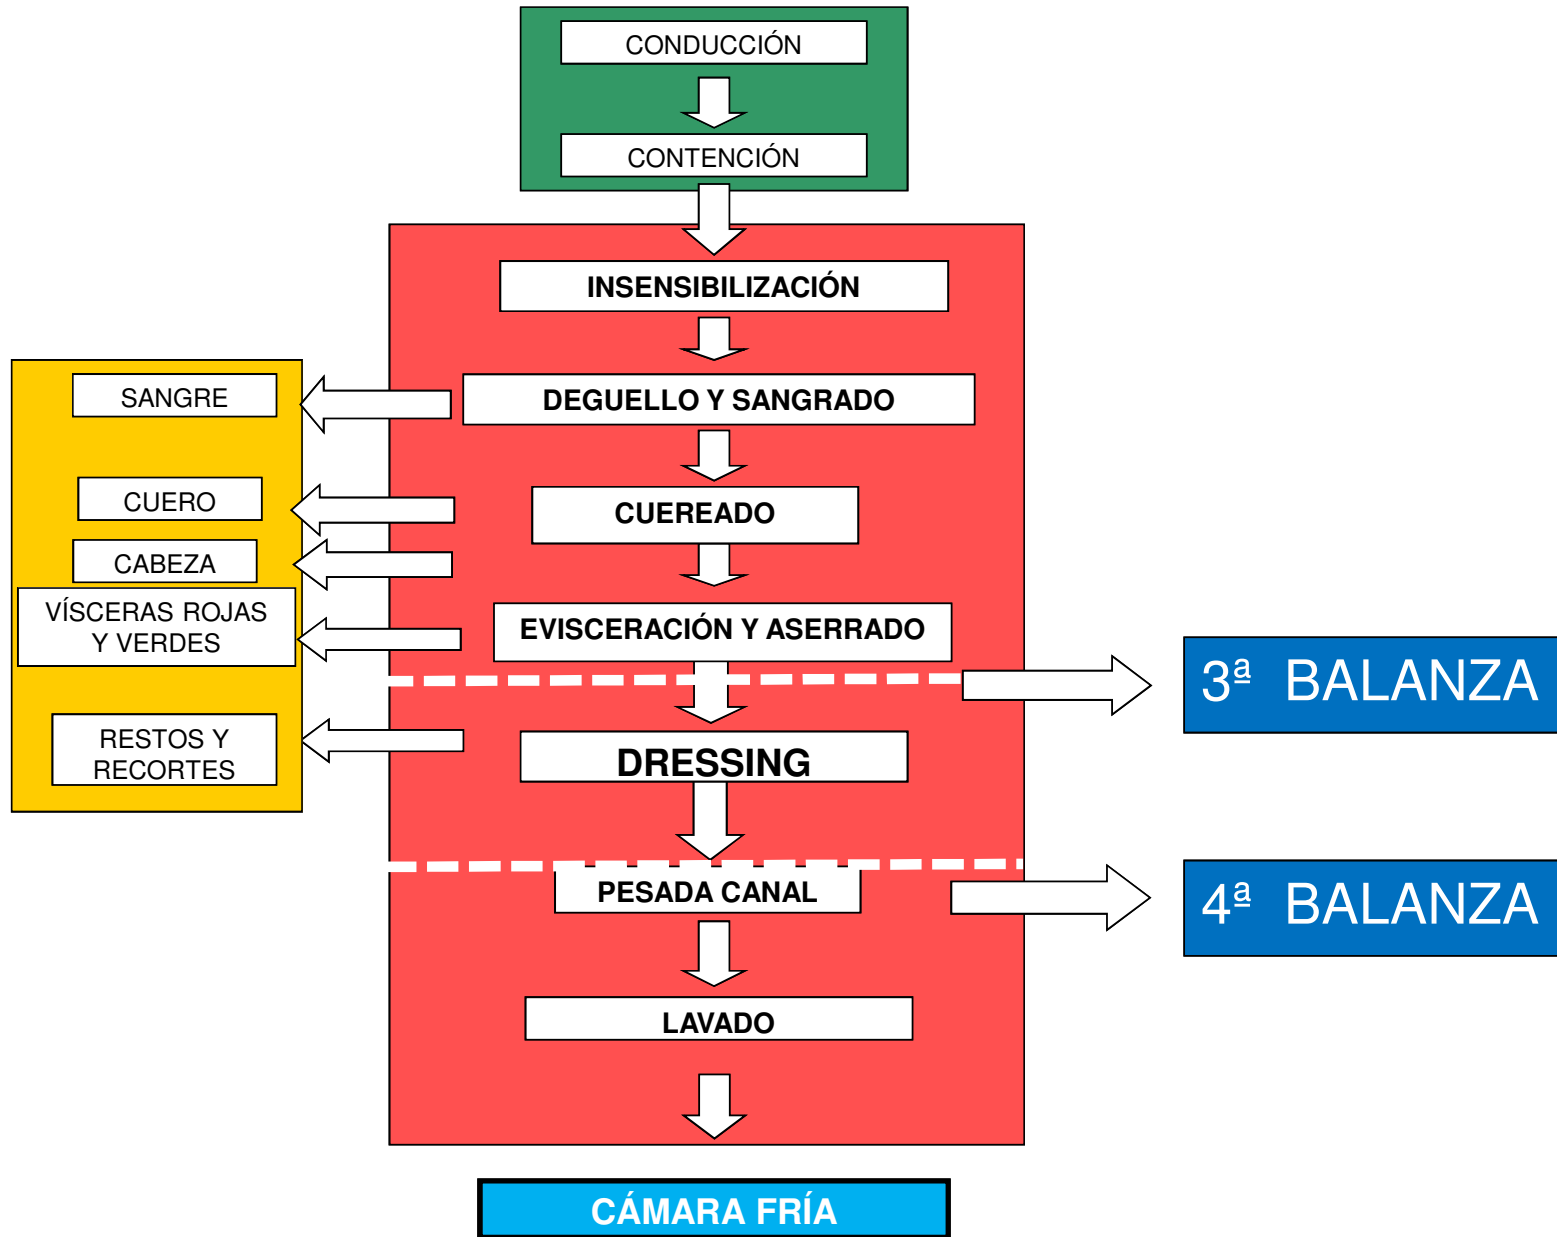 CONDUCCIÓN
CONTENCIÓN
INSENSIBILIZACIÓN
SANGRE
DEGUELLO Y SANGRADO
CUERO
CUEREADO
CABEZA
VÍSCERAS ROJAS
Y VERDES
EVISCERACIÓN Y ASERRADO
3ª BALANZA
RESTOS Y
RECORTES
DRESSING
PESADA CANAL
4ª BALANZA
LAVADO
CÁMARA FRÍA